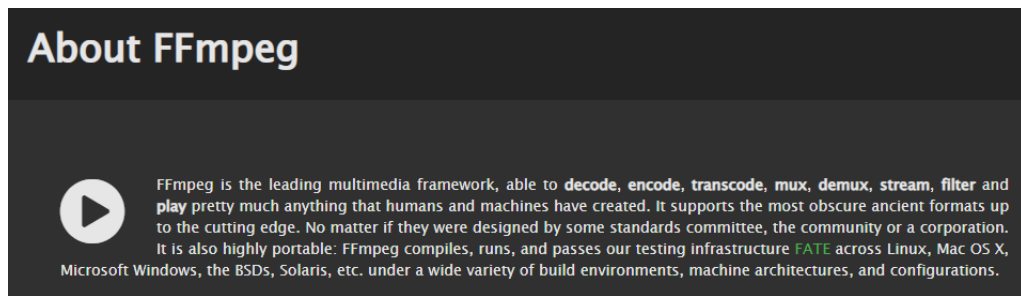 About FFmpeg
FFmpeg is the leading multimedia framework, able to decode, encode, transcode, mux, demux, stream, filter and
play pretty much anything that humans and machines have created. It supports the most obscure ancient formats up
to the cutting edge. No matter if they were designed by some standards committee, the community or a corporation.
It is also highly portable: FFmpeg compiles, runs, and passes our testing infrastructure FATE across Linux, Mac OS X,
Microsoft Windows, the BSDs, Solaris, etc. under a wide variety of build environments, machine architectures, and configurations.